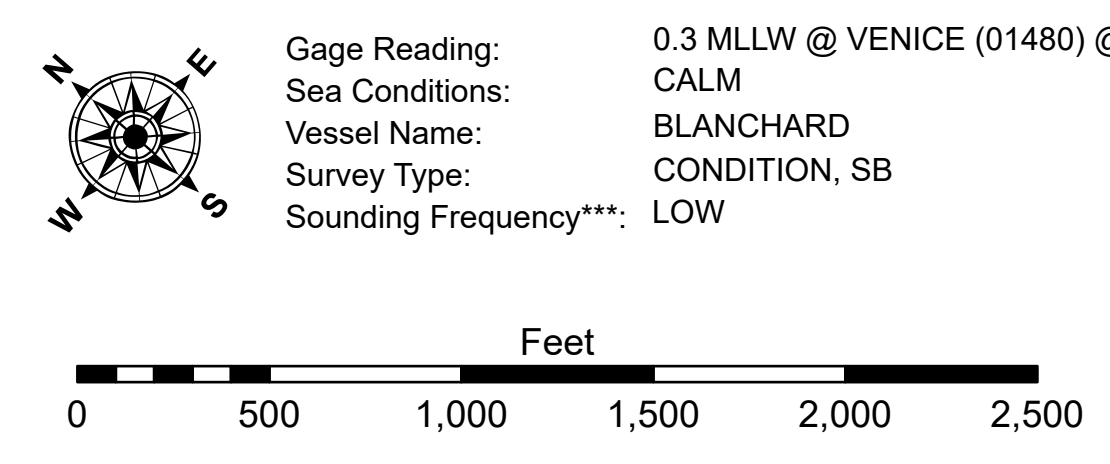 N E
W S
Gage Reading: 0.3 MLLW @ VENICE (01480) @
Sea Conditions: CALM
Vessel Name: BLANCHARD
Survey Type: CONDITION, SB
Sounding Frequency***: LOW
Feet
0 500 1,000 1,500 2,000 2,500